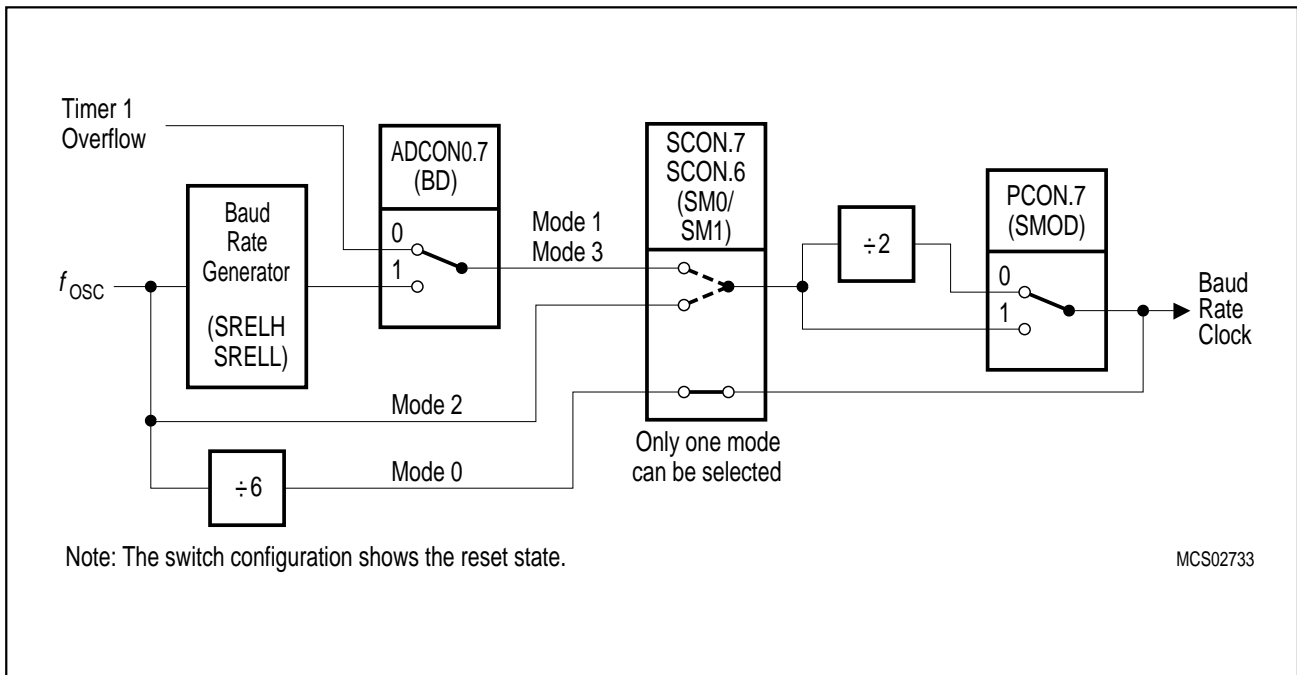 Timer 1
Overflow
ADCON0.7
(BD)
0
1
Baud
Rate
Generator
(SRELH
SRELL)
f OSC
Mode 1
Mode 3
SCON.7
SCON.6
(SM0/
SM1)
÷2
PCON.7
(SMOD)
0
1
Baud
Rate
Clock
Mode 2
Only one mode
can be selected
÷6
Mode 0
Note: The switch configuration shows the reset state.
MCS02733